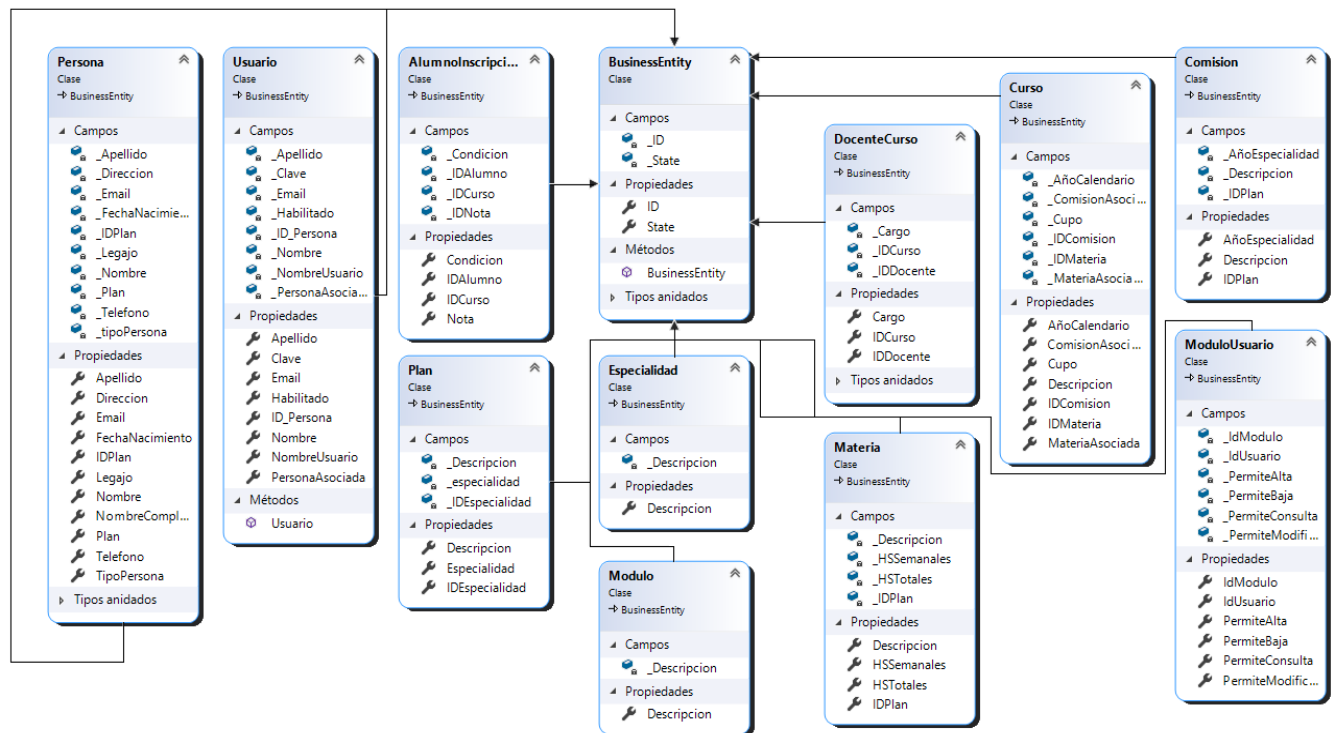 Persona
Clase
BusinessEntity
Campos
_Apellido
_Direccion
_Email
_FechaNacimie...
_IDPlan
_Legajo
_Nombre
_Plan
_Telefono
_tipoPersona
Propiedades
Apellido
Direccion
Email
FechaNacimiento
IDPlan
Legajo
Nombre
NombreCompl...
Plan
Telefono
TipoPersona
Tipos anidados
Usuario
Clase
BusinessEntity
Campos
_Apellido
_Clave
_Email
_Habilitado
_ID_Persona
_Nombre
_NombreUsuario
_PersonaAsocia...
Propiedades
Apellido
Clave
Email
Habilitado
ID_Persona
Nombre
NombreUsuario
PersonaAsociada
Métodos
Usuario
AlumnoInscripci...
Clase
BusinessEntity
Campos
_Condicion
_IDAlumno
_IDCurso
_IDNota
Propiedades
Condicion
IDAlumno
IDCurso
Nota
Plan
Clase
BusinessEntity
Campos
_Descripcion
_especialidad
_IDEspecialidad
Propiedades
Descripcion
Especialidad
IDEspecialidad
BusinessEntity
Clase
Campos
_ID
_State
Propiedades
ID
State
Métodos
BusinessEntity
Tipos anidados
Especialidad
Clase
BusinessEntity
Campos
_Descripcion
Propiedades
Descripcion
Modulo
Clase
BusinessEntity
Campos
_Descripcion
Propiedades
Descripcion
DocenteCurso
Clase
BusinessEntity
Campos
_Cargo
_IDCurso
_IDDocente
Propiedades
Cargo
IDCurso
IDDocente
Tipos anidados
Materia
Clase
BusinessEntity
Campos
_Descripcion
_HSSemanales
_HSTotales
_IDPlan
Propiedades
Descripcion
HSSemanales
HSTotales
IDPlan
Curso
Clase
BusinessEntity
Campos
_AñoCalendario
_ComisionAsoci...
_Cupo
_IDComision
_IDMateria
_MateriaAsocia...
Propiedades
AñoCalendario
ComisionAsoci...
Cupo
Descripcion
IDComision
IDMateria
MateriaAsociada
Comision
Clase
BusinessEntity
Campos
_AñoEspecialidad
_Descripcion
_IDPlan
Propiedades
AñoEspecialidad
Descripcion
IDPlan
ModuloUsuario
Clase
BusinessEntity
Campos
_IdModulo
_IdUsuario
_PermiteAlta
_PermiteBaja
_PermiteConsulta
_PermiteModifi...
Propiedades
IdModulo
IdUsuario
PermiteAlta
PermiteBaja
PermiteConsulta
PermiteModific...